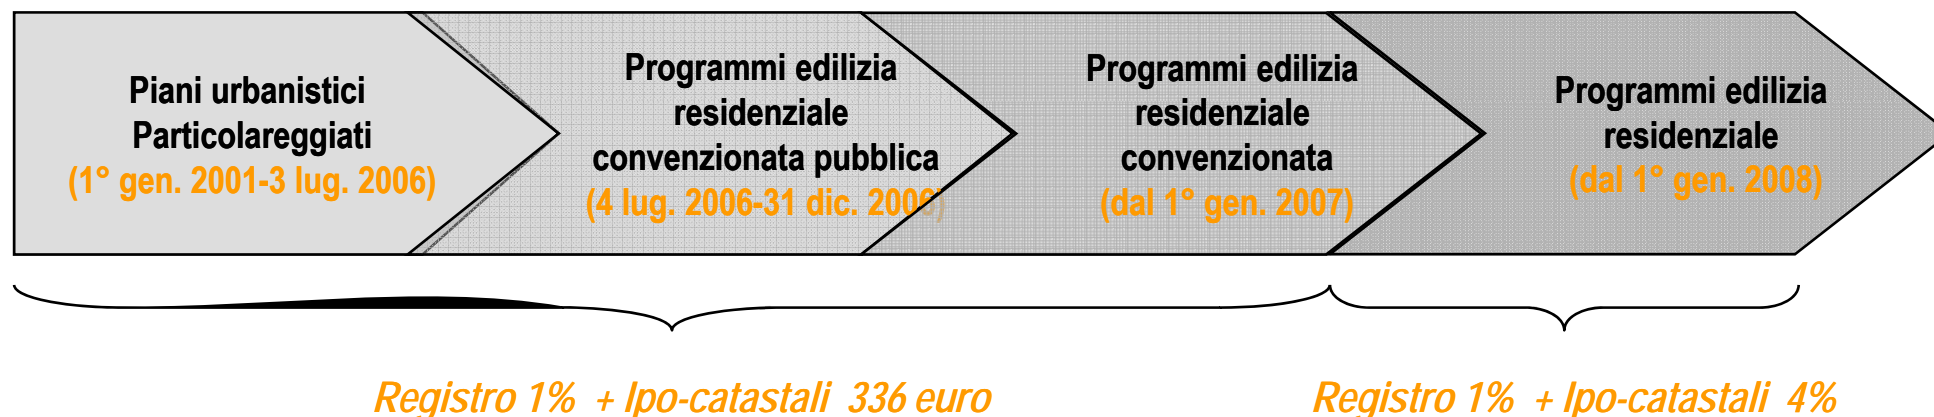 Piani urbanistici
Particolareggiati
(1° gen. 2001-3 lug. 2006)
Programmi edilizia
residenziale
convenzionata pubblica
(4 lug. 2006-31 dic. 2006)
Programmi edilizia
residenziale
convenzionata
(dal 1° gen. 2007)
Programmi edilizia
residenziale
(dal 1° gen. 2008)
Registro 1% + Ipo-catastali 336 euro
Registro 1% + Ipo-catastali 4%